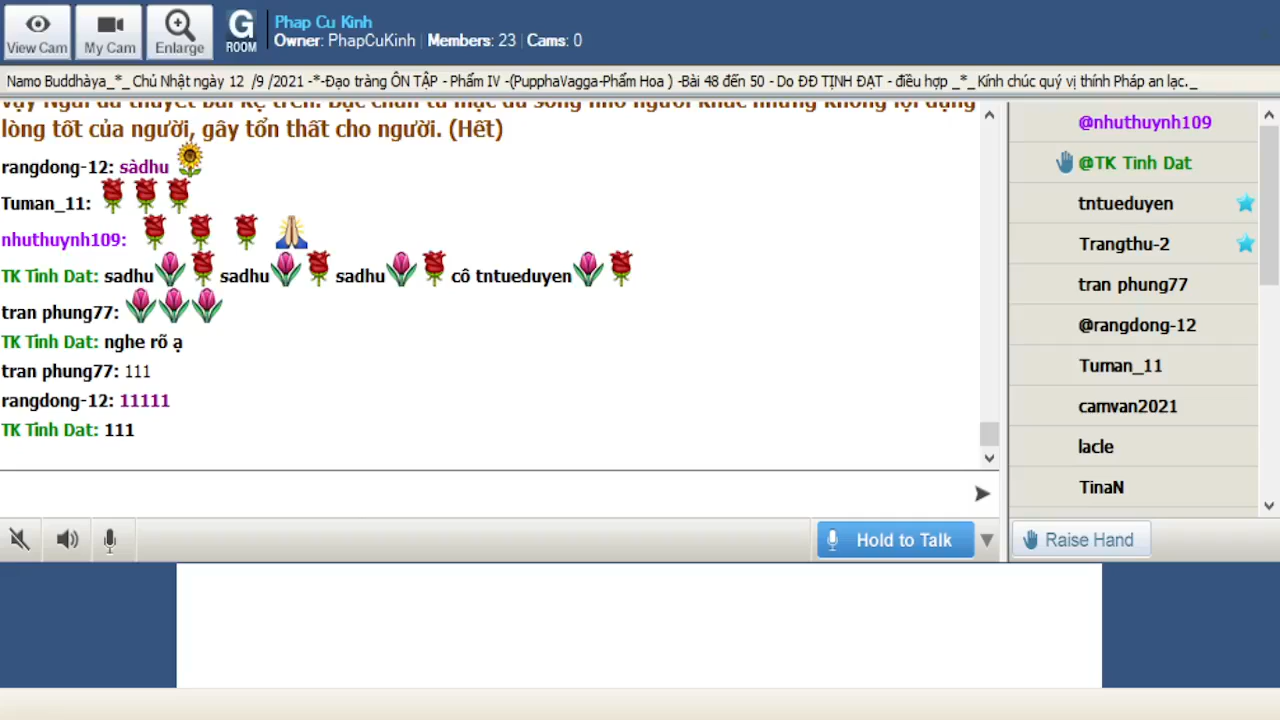 View Cam
My Cam
Enlarge
G
ROOM
Phap Cu Kinh
Owner: PhapCuKinh | Members: 23 | Cams: 0
Namo Buddhàya_*_ Chủ Nhật ngày 12 /9 /2021 -*-Đạo tràng ÔN TẬP - Phẩm IV -(PupphaVagga-Phẩm Hoa ) -Bài 48 đến 50 - Do ĐĐ TỊNH ĐẠT - điều hợp _*_ Kính chúc quý vị thính Pháp an lạc._
lòng tốt của người, gây tổn thất cho người. (Hết)
rangdong-12: sàdhu
Tuman_11:
nhuthuynh109:
TK Tinh Dat: sadhu sadhu sadhu cô tntueduyen
tran phung77:
TK Tinh Dat: nghe rõ ạ
tran phung77: 111
rangdong-12: 11111
TK Tinh Dat: 111
@nhuthuynh109
@TK Tinh Dat
tntueduyen
Trangthu-2
tran phung77
@rangdong-12
Tuman_11
camvan2021
lacle
TinaN
Hold to Talk
Raise Hand